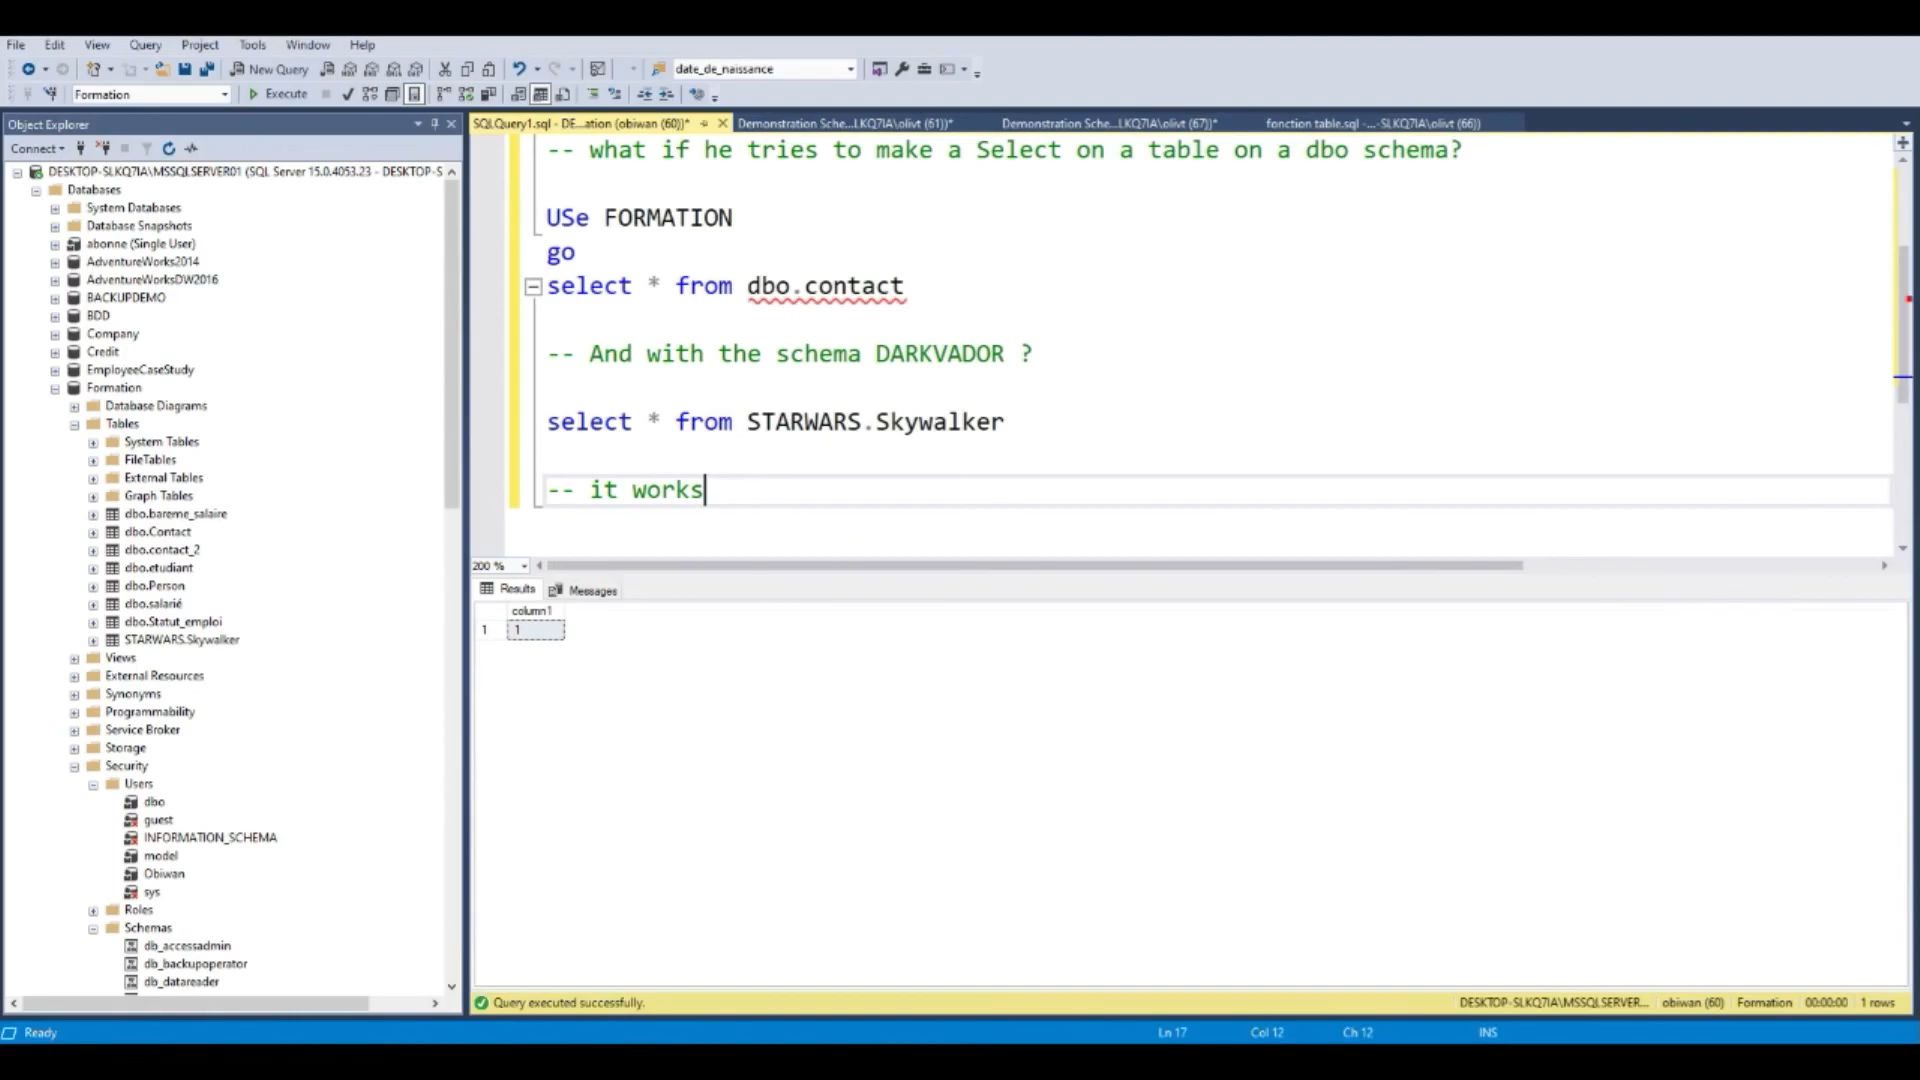 File Edit View Query Project Tools Window Help
New Query date_de_naissance
Formation Execute
Object Explorer
Connect
DESKTOP-SLKQ7IA\MSSQLSERVER01 (SQL Server 15.0.4053.23 - DESKTOP-S
Databases
System Databases
Database Snapshots
abonne (Single User)
AdventureWorks2014
AdventureWorksDW2016
BACKUPDEMO
BDD
Company
Credit
EmployeeCaseStudy
Formation
Database Diagrams
Tables
System Tables
FileTables
External Tables
Graph Tables
dbo.bareme_salaire
dbo.Contact
dbo.contact_2
dbo.etudiant
dbo.Person
dbo.salarié
dbo.Statut_emploi
STARWARS.Skywalker
Views
External Resources
Synonyms
Programmability
Service Broker
Storage
Security
Users
dbo
guest
INFORMATION_SCHEMA
model
Obiwan
sys
Roles
Schemas
db_accessadmin
db_backupoperator
db_datareader
SQLQuery1.sql - DE...ation (obiwan (60))* Demonstration Sche...LKQ7IA\olivt (61))* Demonstration Sche...LKQ7IA\olivt (67))* fonction table.sql -...-SLKQ7IA\olivt (66))
-- what if he tries to make a Select on a table on a dbo schema?
USe FORMATION
go
select * from dbo.contact
-- And with the schema DARKVADOR ?
select * from STARWARS.Skywalker
-- it works
200 %
Results Messages
column1
1 1
Query executed successfully. DESKTOP-SLKQ7IA\MSSQLSERVER... obiwan (60) Formation 00:00:00 1 rows
Ready Ln 17 Col 12 Ch 12 INS